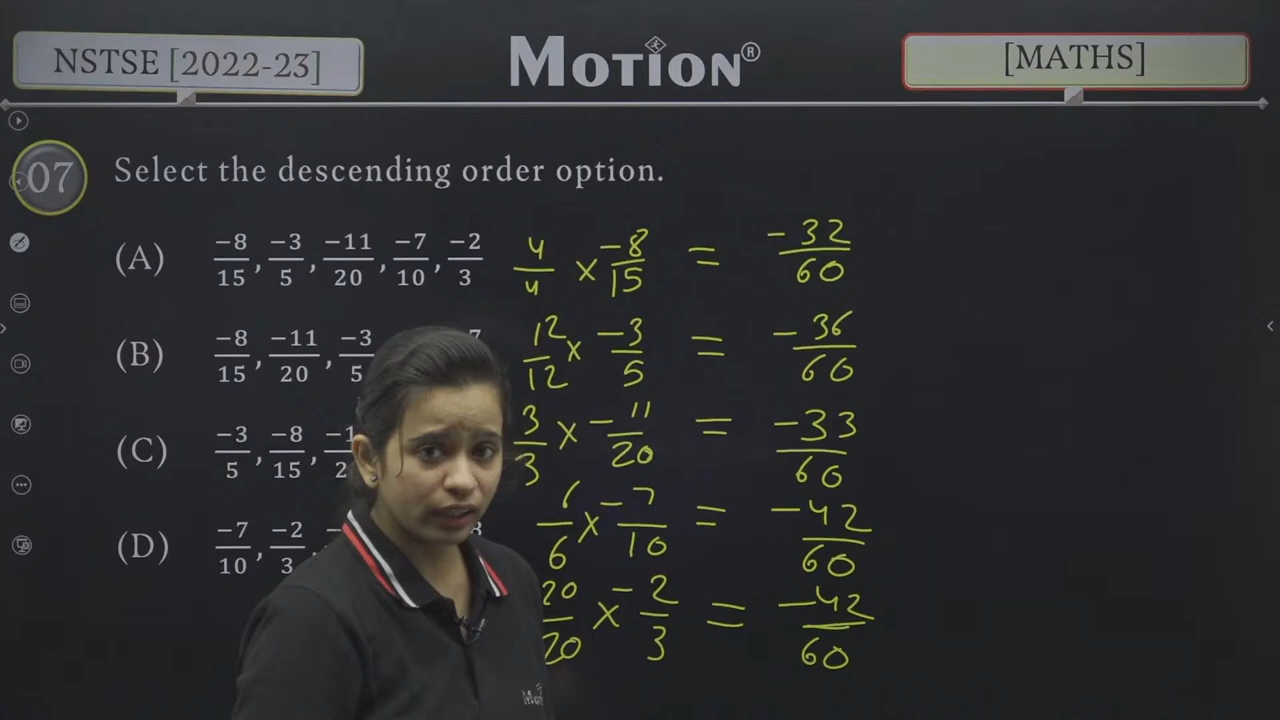 NSTSE [2022-23]
MOTION®
[MATHS]
07 Select the descending order option.
(A) -8/15, -3/5, -11/20, -7/10, -2/3
4/4 × -8/15 = -32/60
(B) -8/15, -11/20, -3/5
12/12 × -3/5 = -36/60
(C) -3/5, -8/15,
3/3 × -11/20 = -33/60
(D) -7/10, -2/3,
6/6 × -7/10 = -42/60
20/20 × -2/3 = -42/60